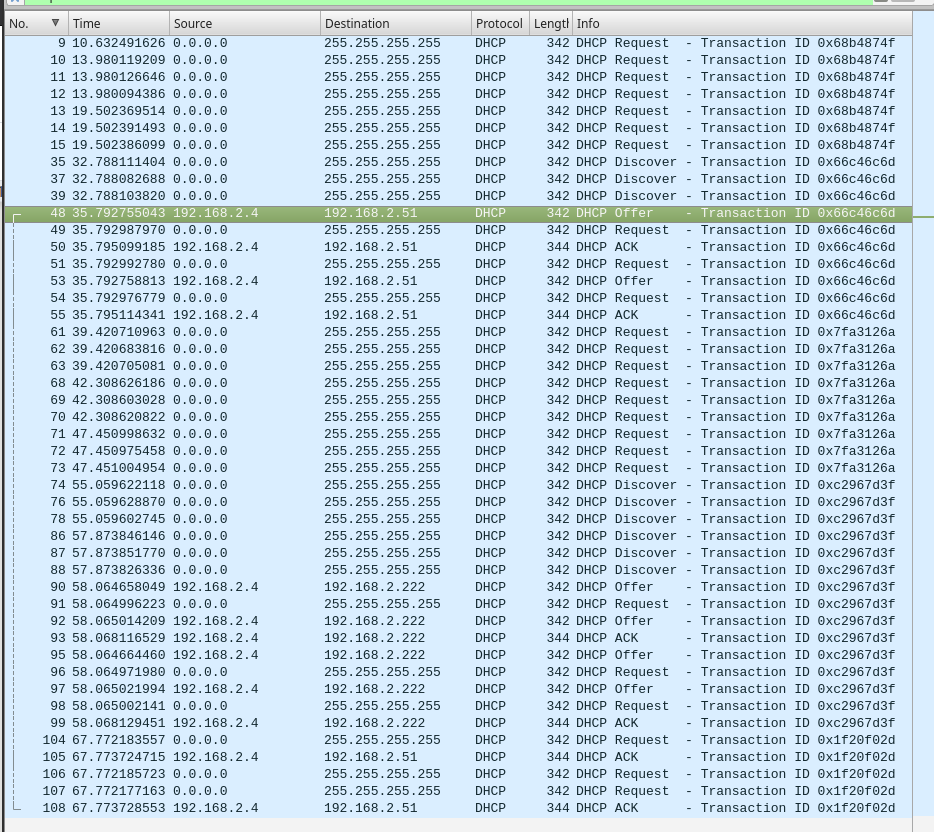 No. Time Source Destination Protocol Length Info
9 10.632491626 0.0.0.0 255.255.255.255 DHCP 342 DHCP Request - Transaction ID 0x68b4874f
10 13.980119209 0.0.0.0 255.255.255.255 DHCP 342 DHCP Request - Transaction ID 0x68b4874f
11 13.980126646 0.0.0.0 255.255.255.255 DHCP 342 DHCP Request - Transaction ID 0x68b4874f
12 13.980094386 0.0.0.0 255.255.255.255 DHCP 342 DHCP Request - Transaction ID 0x68b4874f
13 19.502369514 0.0.0.0 255.255.255.255 DHCP 342 DHCP Request - Transaction ID 0x68b4874f
14 19.502391493 0.0.0.0 255.255.255.255 DHCP 342 DHCP Request - Transaction ID 0x68b4874f
15 19.502386099 0.0.0.0 255.255.255.255 DHCP 342 DHCP Request - Transaction ID 0x68b4874f
35 32.788111404 0.0.0.0 255.255.255.255 DHCP 342 DHCP Discover - Transaction ID 0x66c46c6d
37 32.788082688 0.0.0.0 255.255.255.255 DHCP 342 DHCP Discover - Transaction ID 0x66c46c6d
39 32.788103820 0.0.0.0 255.255.255.255 DHCP 342 DHCP Discover - Transaction ID 0x66c46c6d
48 35.792755043 192.168.2.4 192.168.2.51 DHCP 342 DHCP Offer - Transaction ID 0x66c46c6d
49 35.792987970 0.0.0.0 255.255.255.255 DHCP 342 DHCP Request - Transaction ID 0x66c46c6d
50 35.795099185 192.168.2.4 192.168.2.51 DHCP 344 DHCP ACK - Transaction ID 0x66c46c6d
51 35.792992780 0.0.0.0 255.255.255.255 DHCP 342 DHCP Request - Transaction ID 0x66c46c6d
53 35.792758813 192.168.2.4 192.168.2.51 DHCP 342 DHCP Offer - Transaction ID 0x66c46c6d
54 35.792976779 0.0.0.0 255.255.255.255 DHCP 342 DHCP Request - Transaction ID 0x66c46c6d
55 35.795114341 192.168.2.4 192.168.2.51 DHCP 344 DHCP ACK - Transaction ID 0x66c46c6d
61 39.420710963 0.0.0.0 255.255.255.255 DHCP 342 DHCP Request - Transaction ID 0x7fa3126a
62 39.420683816 0.0.0.0 255.255.255.255 DHCP 342 DHCP Request - Transaction ID 0x7fa3126a
63 39.420705081 0.0.0.0 255.255.255.255 DHCP 342 DHCP Request - Transaction ID 0x7fa3126a
68 42.308626186 0.0.0.0 255.255.255.255 DHCP 342 DHCP Request - Transaction ID 0x7fa3126a
69 42.308603028 0.0.0.0 255.255.255.255 DHCP 342 DHCP Request - Transaction ID 0x7fa3126a
70 42.308620822 0.0.0.0 255.255.255.255 DHCP 342 DHCP Request - Transaction ID 0x7fa3126a
71 47.450998632 0.0.0.0 255.255.255.255 DHCP 342 DHCP Request - Transaction ID 0x7fa3126a
72 47.450975458 0.0.0.0 255.255.255.255 DHCP 342 DHCP Request - Transaction ID 0x7fa3126a
73 47.451004954 0.0.0.0 255.255.255.255 DHCP 342 DHCP Request - Transaction ID 0x7fa3126a
74 55.059622118 0.0.0.0 255.255.255.255 DHCP 342 DHCP Discover - Transaction ID 0xc2967d3f
76 55.059628870 0.0.0.0 255.255.255.255 DHCP 342 DHCP Discover - Transaction ID 0xc2967d3f
78 55.059602745 0.0.0.0 255.255.255.255 DHCP 342 DHCP Discover - Transaction ID 0xc2967d3f
86 57.873846146 0.0.0.0 255.255.255.255 DHCP 342 DHCP Discover - Transaction ID 0xc2967d3f
87 57.873851770 0.0.0.0 255.255.255.255 DHCP 342 DHCP Discover - Transaction ID 0xc2967d3f
88 57.873826336 0.0.0.0 255.255.255.255 DHCP 342 DHCP Discover - Transaction ID 0xc2967d3f
90 58.064658049 192.168.2.4 192.168.2.222 DHCP 342 DHCP Offer - Transaction ID 0xc2967d3f
91 58.064996223 0.0.0.0 255.255.255.255 DHCP 342 DHCP Request - Transaction ID 0xc2967d3f
92 58.065014209 192.168.2.4 192.168.2.222 DHCP 342 DHCP Offer - Transaction ID 0xc2967d3f
93 58.068116529 192.168.2.4 192.168.2.222 DHCP 344 DHCP ACK - Transaction ID 0xc2967d3f
95 58.064664460 192.168.2.4 192.168.2.222 DHCP 342 DHCP Offer - Transaction ID 0xc2967d3f
96 58.064971980 0.0.0.0 255.255.255.255 DHCP 342 DHCP Request - Transaction ID 0xc2967d3f
97 58.065021994 192.168.2.4 192.168.2.222 DHCP 342 DHCP Offer - Transaction ID 0xc2967d3f
98 58.065002141 0.0.0.0 255.255.255.255 DHCP 342 DHCP Request - Transaction ID 0xc2967d3f
99 58.068129451 192.168.2.4 192.168.2.222 DHCP 344 DHCP ACK - Transaction ID 0xc2967d3f
104 67.772183557 0.0.0.0 255.255.255.255 DHCP 342 DHCP Request - Transaction ID 0x1f20f02d
105 67.773724715 192.168.2.4 192.168.2.51 DHCP 344 DHCP ACK - Transaction ID 0x1f20f02d
106 67.772185723 0.0.0.0 255.255.255.255 DHCP 342 DHCP Request - Transaction ID 0x1f20f02d
107 67.772177163 0.0.0.0 255.255.255.255 DHCP 342 DHCP Request - Transaction ID 0x1f20f02d
108 67.773728553 192.168.2.4 192.168.2.51 DHCP 344 DHCP ACK - Transaction ID 0x1f20f02d